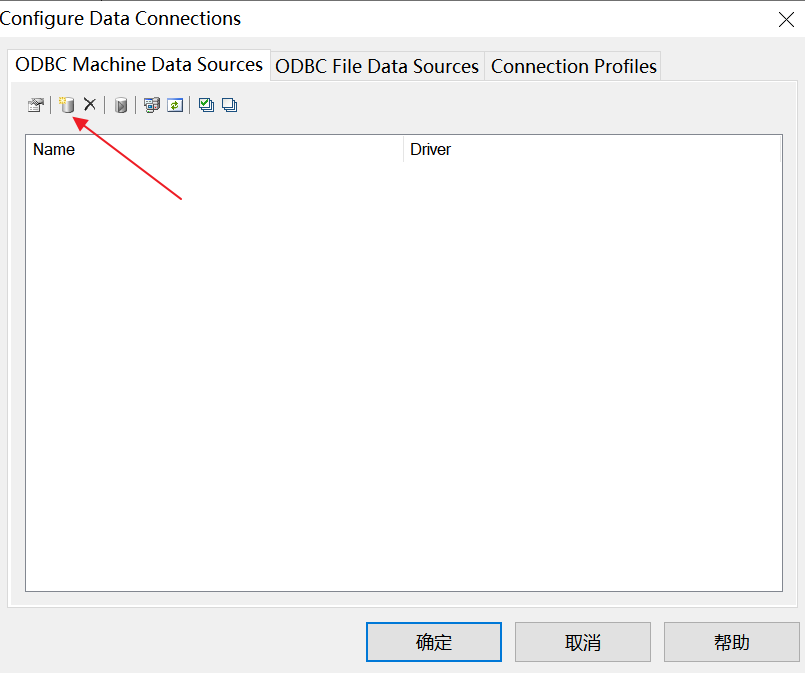 Configure Data Connections
ODBC Machine Data Sources ODBC File Data Sources Connection Profiles
Name Driver
确定 取消 帮助